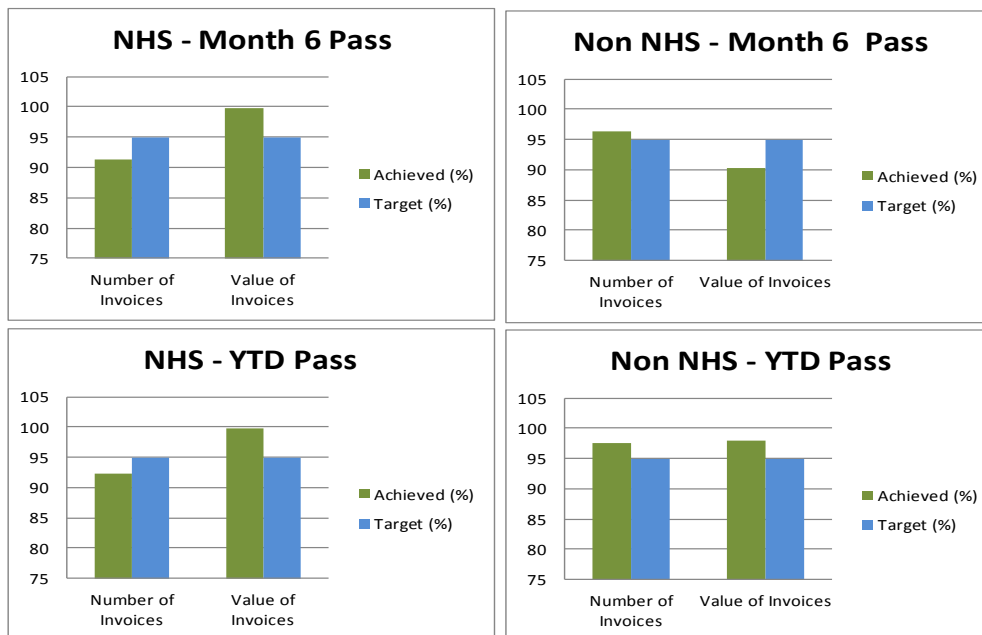 NHS - Month 6 Pass
105
100
95
90
85
80
75
Number of
Invoices
Value of
Invoices
Achieved (%)
Target (%)
Non NHS - Month 6  Pass
105
100
95
90
85
80
75
Number of
Invoices
Value of Invoices
Achieved (%)
Target (%)
NHS - YTD Pass
105
100
95
90
85
80
75
Number of
Invoices
Value of
Invoices
Achieved (%)
Target (%)
Non NHS - YTD Pass
105
100
95
90
85
80
75
Number of
Invoices
Value of Invoices
Achieved (%)
Target (%)